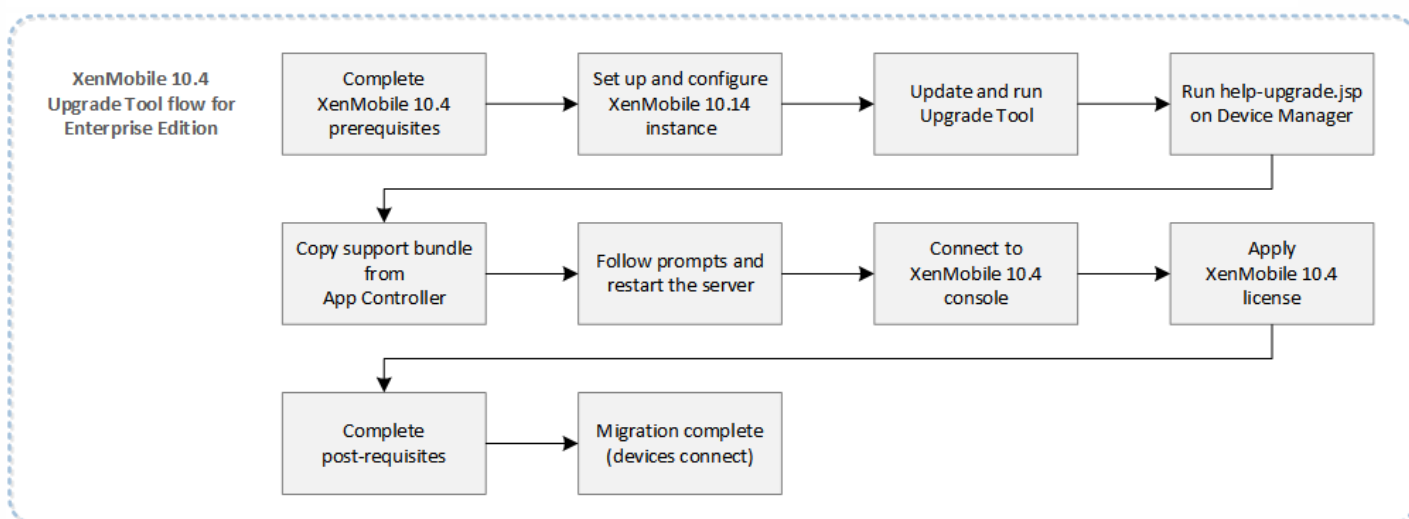 XenMobile 10.4
Upgrade Tool flow for
Enterprise Edition
Complete
XenMobile 10.4
prerequisites
Set up and configure
XenMobile 10.14
instance
Update and run
Upgrade Tool
Run help-upgrade.jsp
on Device Manager
Copy support bundle
from
App Controller
Follow prompts and
restart the server
Connect to
XenMobile 10.4
console
Apply
XenMobile 10.4
license
Complete
post-requisites
Migration complete
(devices connect)